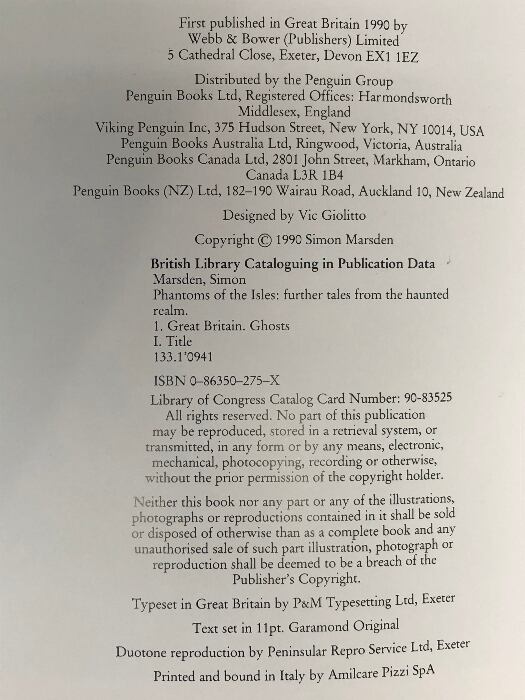 First published in Great Britain 1990 by
Webb & Bower (Publishers) Limited
5 Cathedral Close, Exeter, Devon EX1 1EZ
Distributed by the Penguin Group
Penguin Books Ltd, Registered Offices: Harmondsworth
Middlesex, England
Viking Penguin Inc, 375 Hudson Street, New York, NY 10014, USA
Penguin Books Australia Ltd, Ringwood, Victoria, Australia
Penguin Books Canada Ltd, 2801 John Street, Markham, Ontario
Canada L3R 1B4
Penguin Books (NZ) Ltd, 182–190 Wairau Road, Auckland 10, New Zealand
Designed by Vic Giolitto
Copyright © 1990 Simon Marsden
British Library Cataloguing in Publication Data
Marsden, Simon
Phantoms of the Isles: further tales from the haunted
realm.
1. Great Britain. Ghosts
I. Title
133.1'0941
ISBN 0–86350–275–X
Library of Congress Catalog Card Number: 90-83525
All rights reserved. No part of this publication
may be reproduced, stored in a retrieval system, or
transmitted, in any form or by any means, electronic,
mechanical, photocopying, recording or otherwise,
without the prior permission of the copyright holder.
Neither this book nor any part or any of the illustrations,
photographs or reproductions contained in it shall be sold
or disposed of otherwise than as a complete book and any
unauthorised sale of such part illustration, photograph or
reproduction shall be deemed to be a breach of the
Publisher's Copyright.
Typeset in Great Britain by P&M Typesetting Ltd, Exeter
Text set in 11pt. Garamond Original
Duotone reproduction by Peninsular Repro Service Ltd, Exeter
Printed and bound in Italy by Amilcare Pizzi SpA